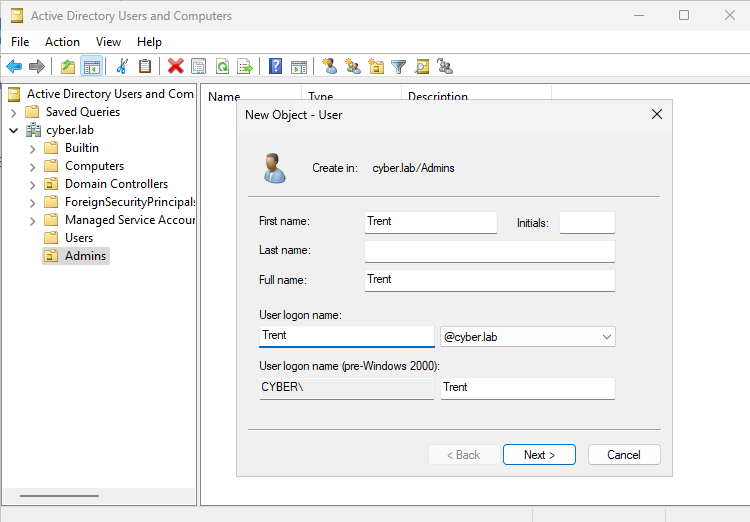 Active Directory Users and Computers
File Action View Help
Active Directory Users and Com
Saved Queries
cyber.lab
Builtin
Computers
Domain Controllers
ForeignSecurityPrincipals
Managed Service Accour
Users
Admins
Name Type Description
New Object - User
Create in: cyber.lab/Admins
First name: Trent Initials:
Last name:
Full name: Trent
User logon name:
Trent @cyber.lab
User logon name (pre-Windows 2000):
CYBER\ Trent
< Back Next > Cancel